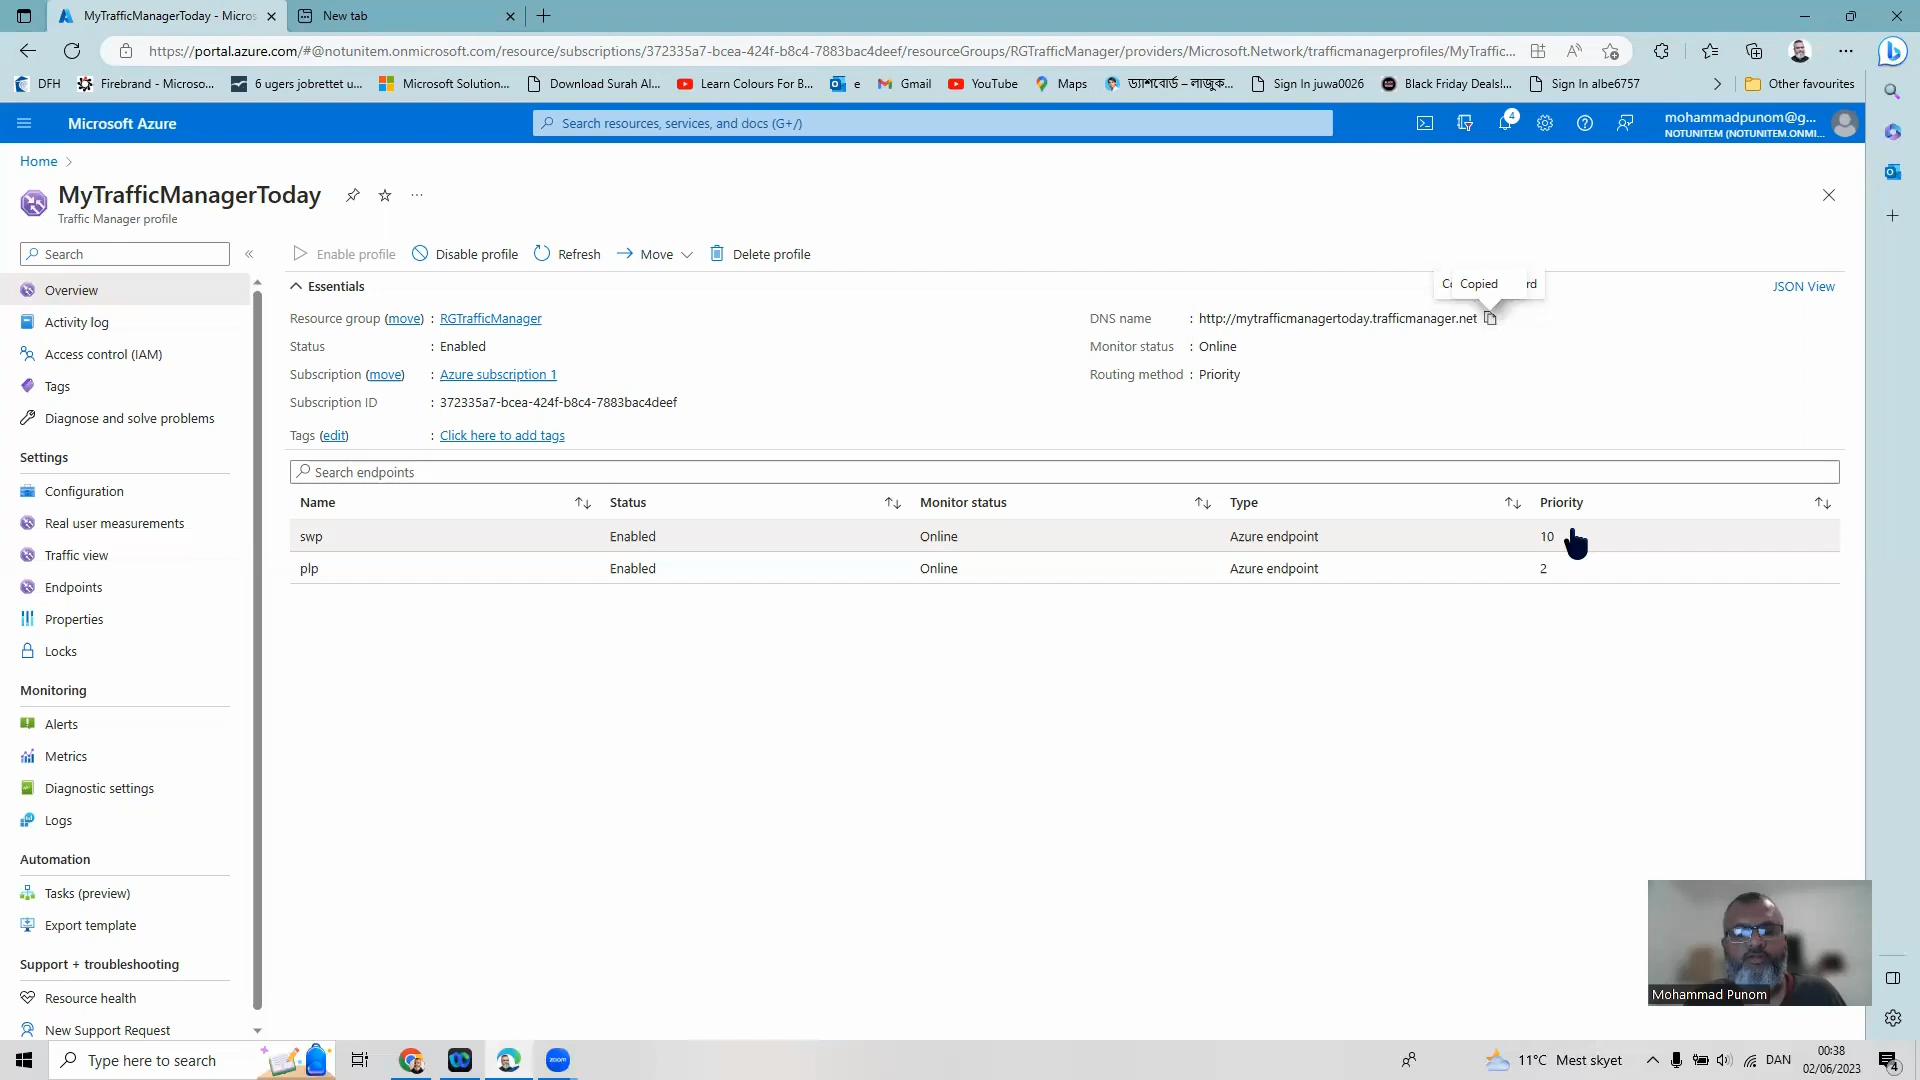 MyTrafficManagerToday - Micros
New tab
https://portal.azure.com/#@notunitem.onmicrosoft.com/resource/subscriptions/372335a7-bcea-424f-b8c4-7883bac4deef/resourceGroups/RGTrafficManager/providers/Microsoft.Network/trafficmanagerprofiles/MyTraffic...
DFH
Firebrand - Microso...
6 ugers jobrettet u...
Microsoft Solution...
Download Surah Al...
Learn Colours For B...
e
Gmail
YouTube
Maps
ড্যাশবোর্ড – লাজুক...
Sign In juwa0026
Black Friday Deals!...
Sign In albe6757
Other favourites
Microsoft Azure
Search resources, services, and docs (G+/)
4
mohammadpunom@g...
NOTUNITEM (NOTUNITEM.ONMI...
Home
MyTrafficManagerToday
Traffic Manager profile
Search
Enable profile
Disable profile
Refresh
Move
Delete profile
Overview
Activity log
Access control (IAM)
Tags
Diagnose and solve problems
Settings
Configuration
Real user measurements
Traffic view
Endpoints
Properties
Locks
Monitoring
Alerts
Metrics
Diagnostic settings
Logs
Automation
Tasks (preview)
Export template
Support + troubleshooting
Resource health
New Support Request
Essentials
Copied
JSON View
Resource group (move) : RGTrafficManager
Status : Enabled
Subscription (move) : Azure subscription 1
Subscription ID : 372335a7-bcea-424f-b8c4-7883bac4deef
Tags (edit) : Click here to add tags
DNS name : http://mytrafficmanagertoday.trafficmanager.net
Monitor status : Online
Routing method : Priority
Search endpoints
Name Status Monitor status Type Priority
swp Enabled Online Azure endpoint 10
plp Enabled Online Azure endpoint 2
Mohammad Punom
Type here to search
zoom
11°C Mest skyet
DAN
00:38
02/06/2023
4